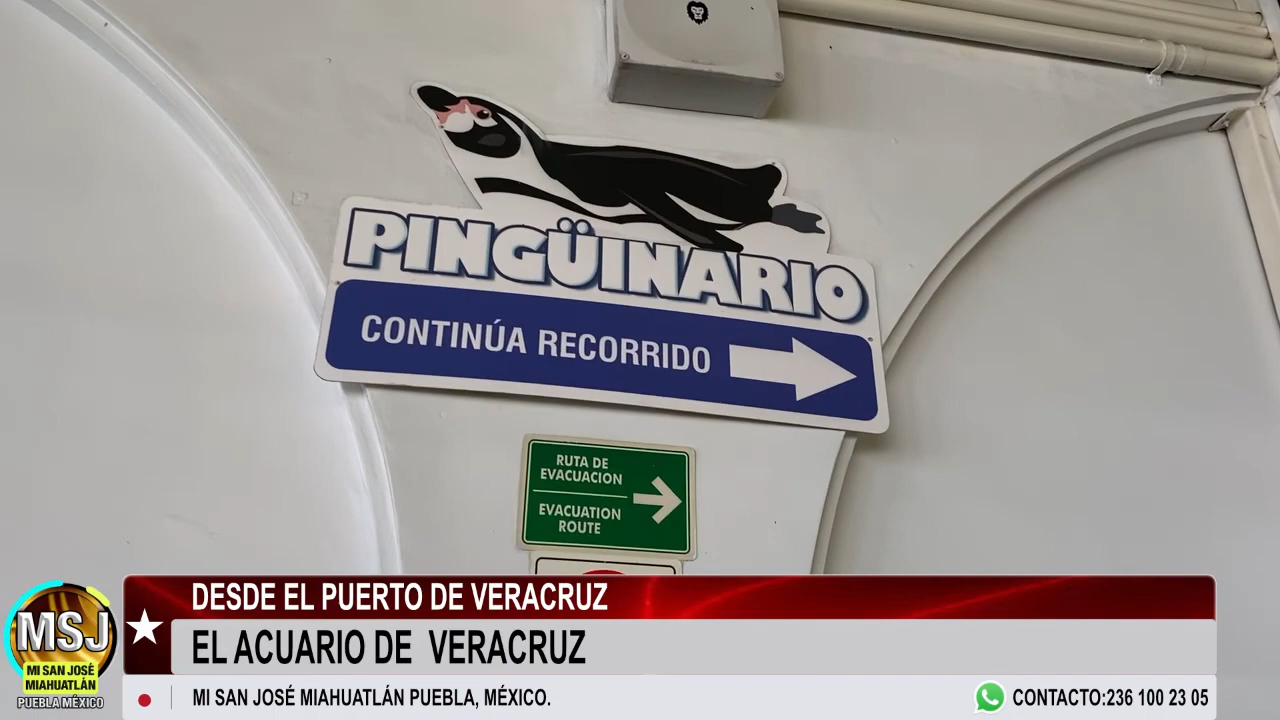 PINGÜINARIO
CONTINÚA RECORRIDO
RUTA DE
EVACUACION
EVACUATION
ROUTE
DESDE EL PUERTO DE VERACRUZ
EL ACUARIO DE VERACRUZ
MSJ
MI SAN JOSÉ
MIAHUATLÁN
PUEBLA MÉXICO
MI SAN JOSÉ MIAHUATLÁN PUEBLA, MÉXICO.
CONTACTO:236 100 23 05